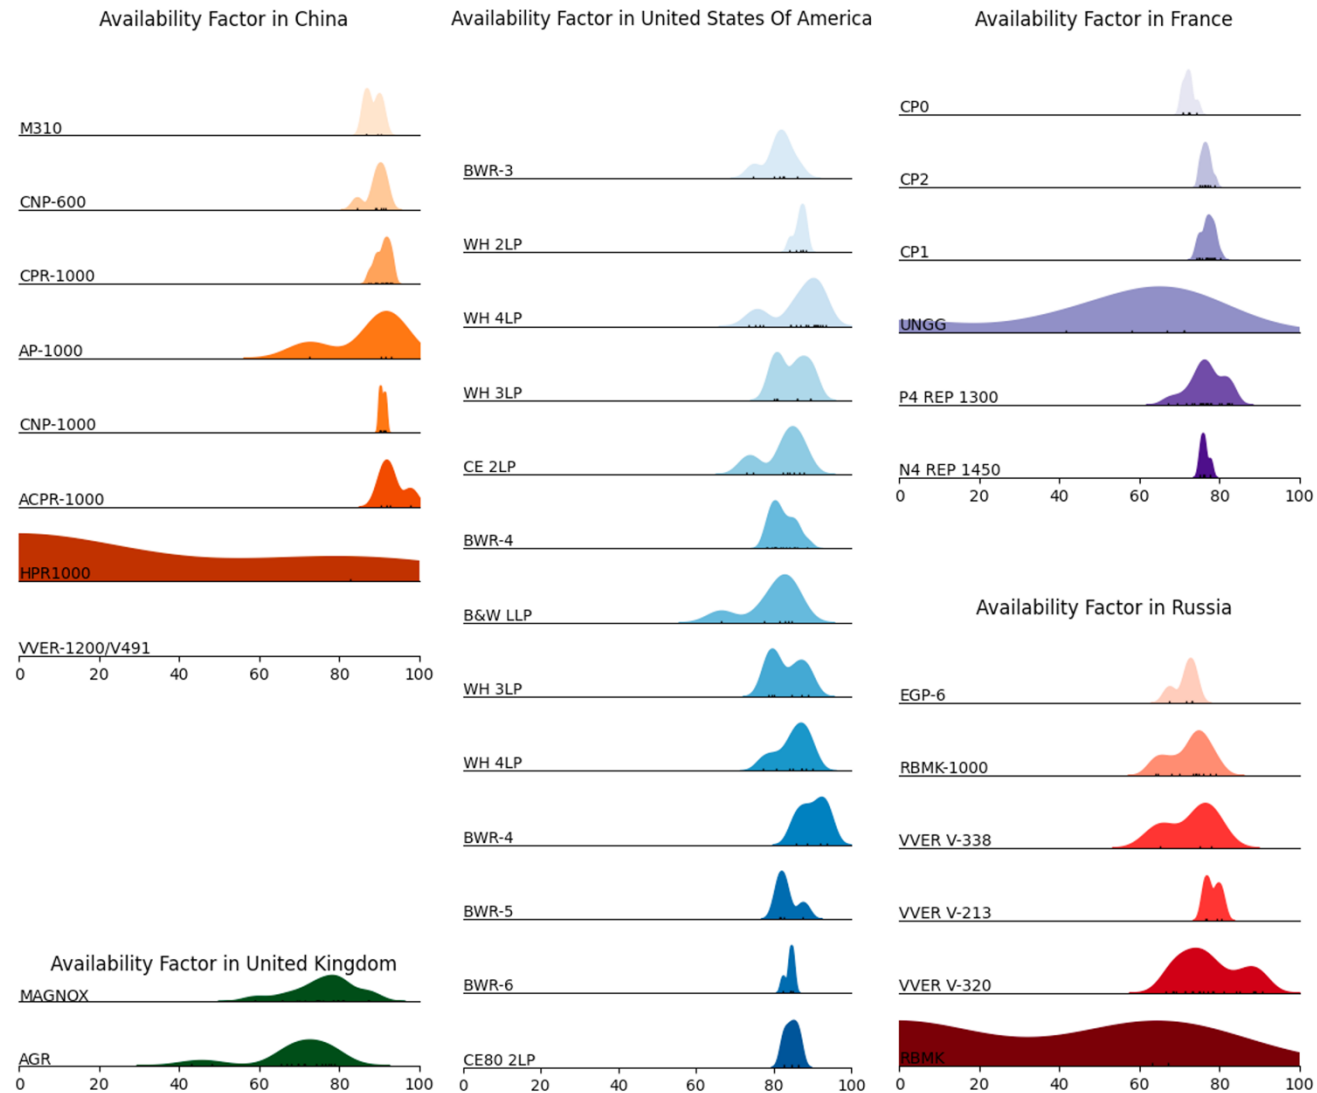 Availability Factor in China
M310
CNP-600
CPR-1000
AP-1000
CNP-1000
ACPR-1000
HPR1000
VVER-1200/V491
0 20 40 60 80 100
Availability Factor in United Kingdom
MAGNOX
AGR
0 20 40 60 80 100
Availability Factor in United States Of America
BWR-3
WH 2LP
WH 4LP
WH 3LP
CE 2LP
BWR-4
B&W LLP
WH 3LP
WH 4LP
BWR-4
BWR-5
BWR-6
CE80 2LP
0 20 40 60 80 100
Availability Factor in France
CP0
CP2
CP1
UNGG
P4 REP 1300
N4 REP 1450
0 20 40 60 80 100
Availability Factor in Russia
EGP-6
RBMK-1000
VVER V-338
VVER V-213
VVER V-320
RBMK
0 20 40 60 80 100